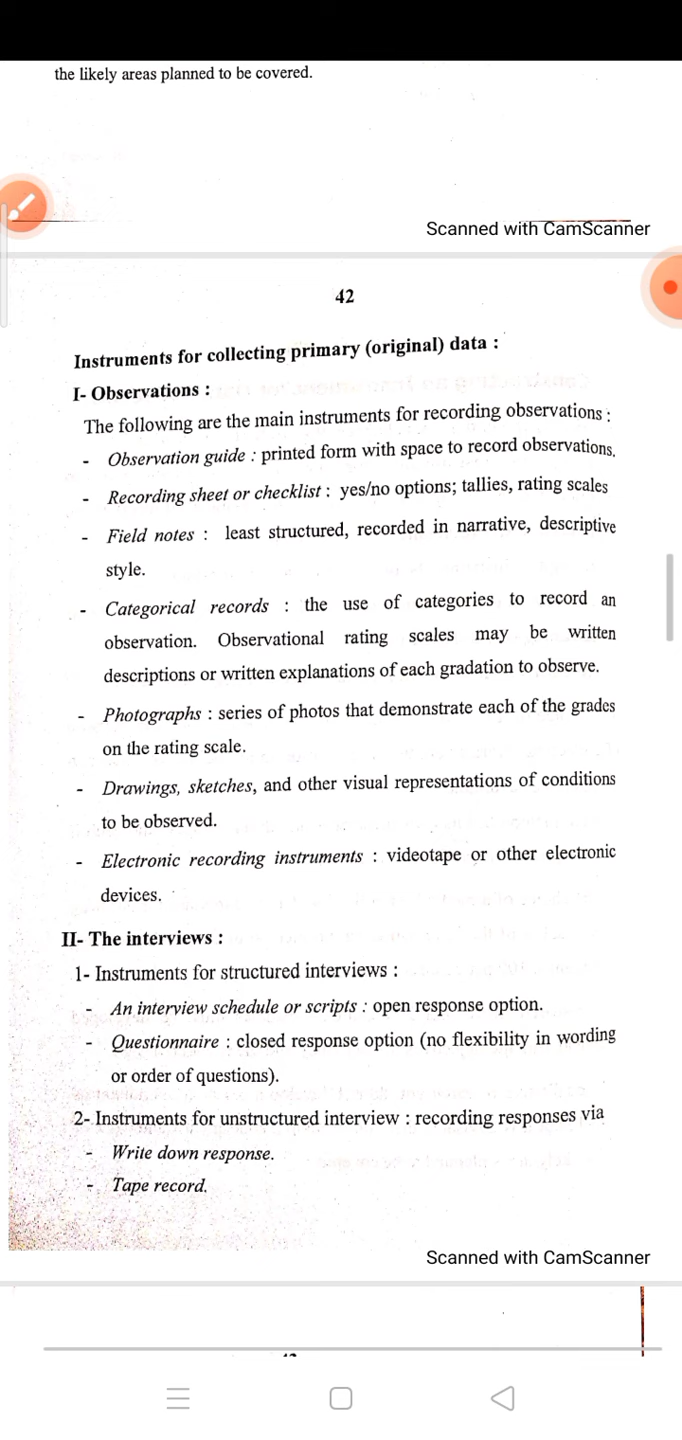 the likely areas planned to be covered.
Scanned with CamScanner
42
Instruments for collecting primary (original) data :
I- Observations :
The following are the main instruments for recording observations :
- Observation guide : printed form with space to record observations.
- Recording sheet or checklist : yes/no options; tallies, rating scales
- Field notes : least structured, recorded in narrative, descriptive
style.
- Categorical records : the use of categories to record an
observation. Observational rating scales may be written
descriptions or written explanations of each gradation to observe.
- Photographs : series of photos that demonstrate each of the grades
on the rating scale.
- Drawings, sketches, and other visual representations of conditions
to be observed.
- Electronic recording instruments : videotape or other electronic
devices.
II- The interviews :
1- Instruments for structured interviews :
- An interview schedule or scripts : open response option.
- Questionnaire : closed response option (no flexibility in wording
or order of questions).
2- Instruments for unstructured interview : recording responses via
- Write down response.
- Tape record.
Scanned with CamScanner